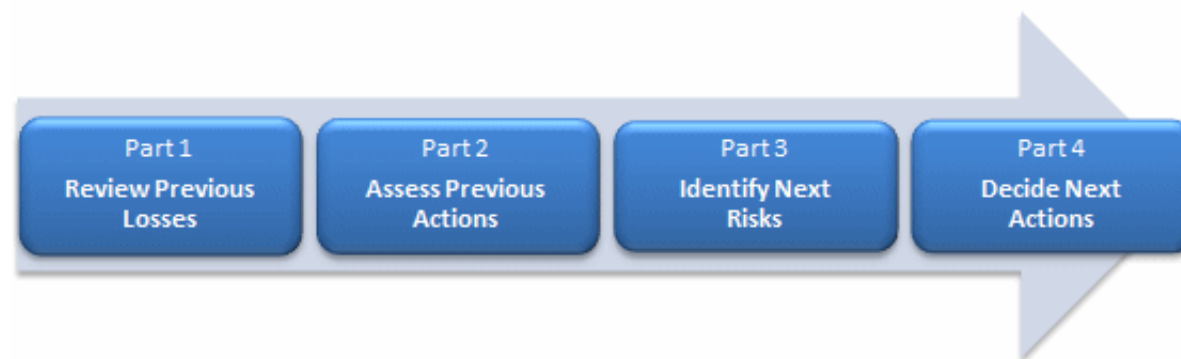 Part 1
Review Previous
Losses
Part 2
Assess Previous
Actions
Part 3
Identify Next
Risks
Part 4
Decide Next
Actions